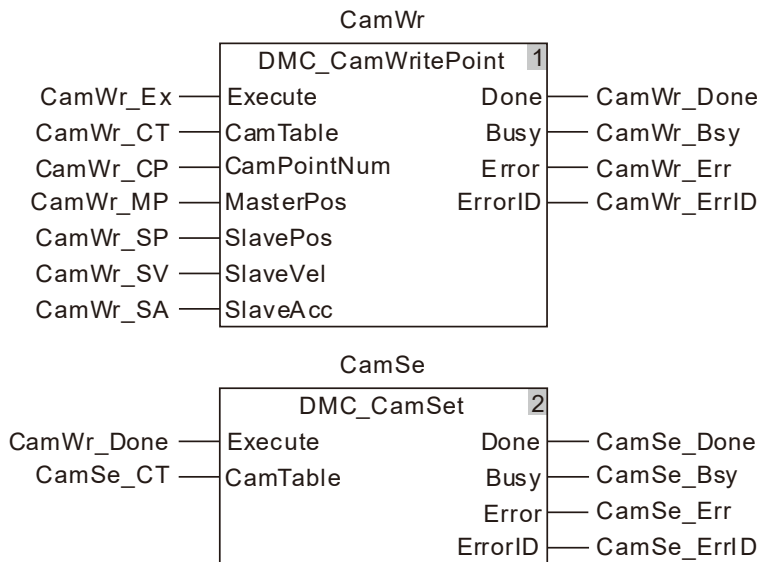 CamWr
DMC_CamWritePoint 1
CamWr_Ex Execute Done CamWr_Done
CamWr_CT CamTable Busy CamWr_Bsy
CamWr_CP CamPointNum Error CamWr_Err
CamWr_MP MasterPos ErrorID CamWr_ErrID
CamWr_SP SlavePos
CamWr_SV SlaveVel
CamWr_SA SlaveAcc
CamSe
DMC_CamSet 2
CamWr_Done Execute Done CamSe_Done
CamSe_CT CamTable Busy CamSe_Bsy
Error CamSe_Err
ErrorID CamSe_ErrID